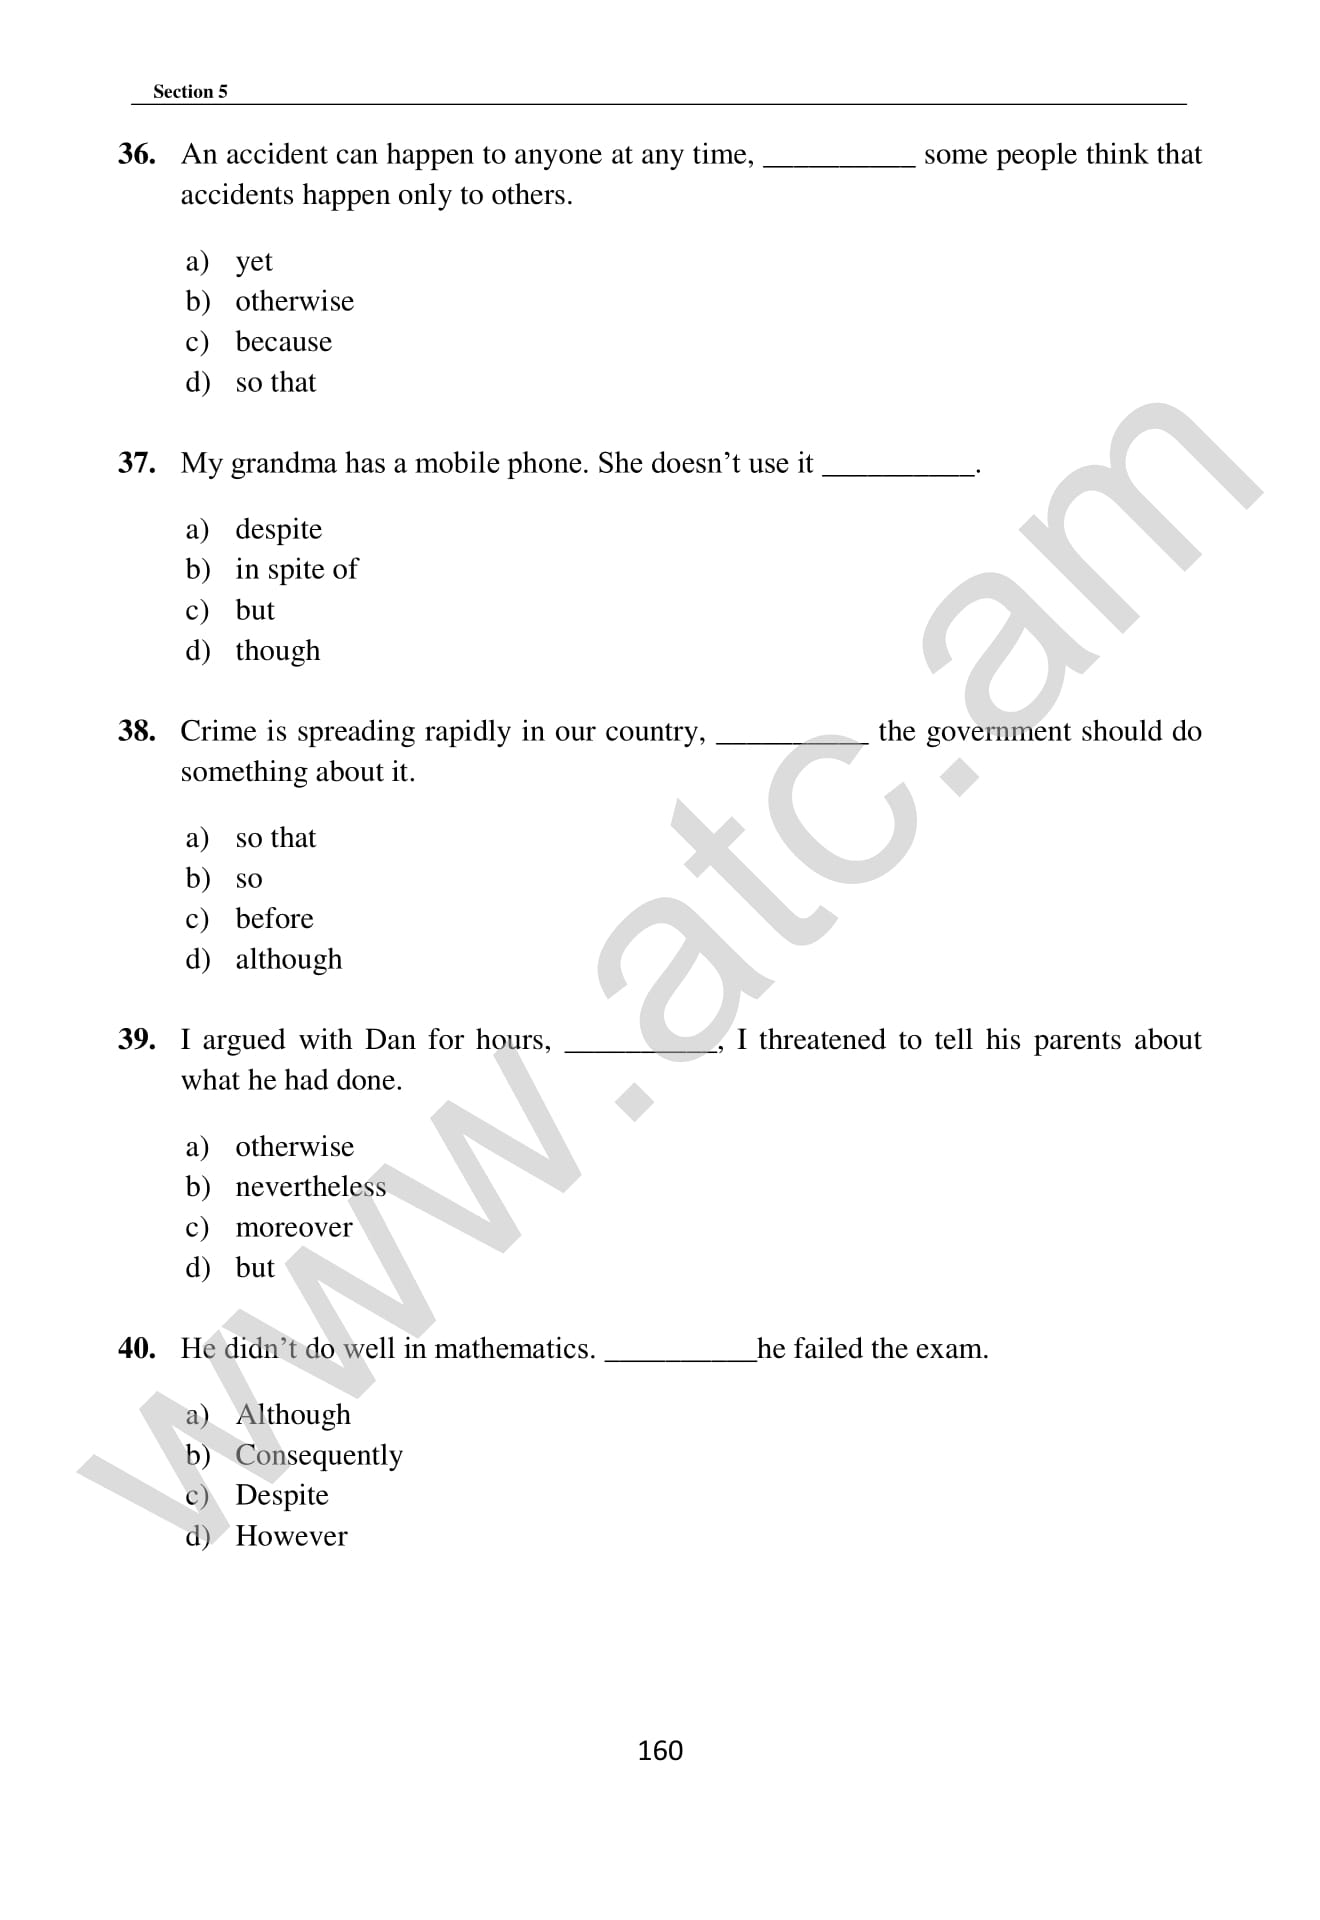 Section 5
36. An accident can happen to anyone at any time, __________ some people think that
accidents happen only to others.
a) yet
b) otherwise
c) because
d) so that
37. My grandma has a mobile phone. She doesn’t use it __________.
a) despite
b) in spite of
c) but
d) though
38. Crime is spreading rapidly in our country, __________ the government should do
something about it.
a) so that
b) so
c) before
d) although
39. I argued with Dan for hours, __________, I threatened to tell his parents about
what he had done.
a) otherwise
b) nevertheless
c) moreover
d) but
40. He didn’t do well in mathematics. __________he failed the exam.
a) Although
b) Consequently
c) Despite
d) However
160
www.atc.am